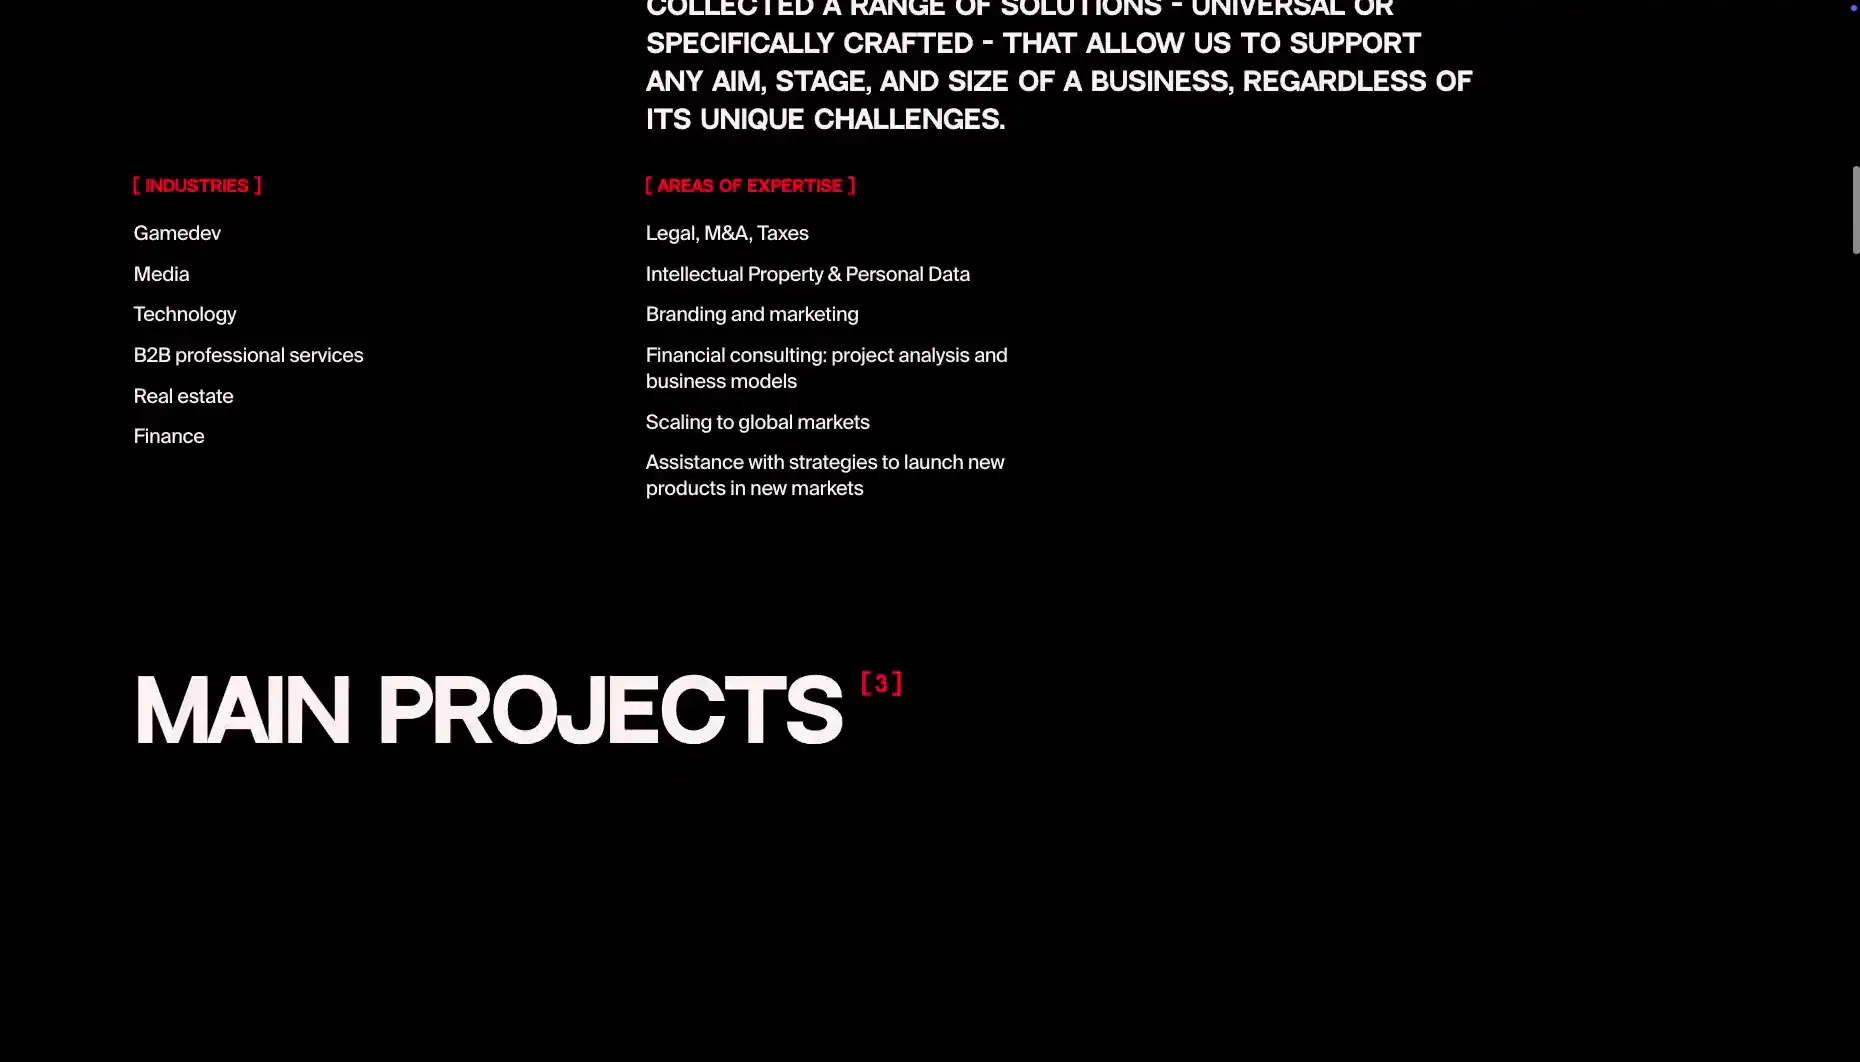 COLLECTED A RANGE OF SOLUTIONS - UNIVERSAL OR
SPECIFICALLY CRAFTED - THAT ALLOW US TO SUPPORT
ANY AIM, STAGE, AND SIZE OF A BUSINESS, REGARDLESS OF
ITS UNIQUE CHALLENGES.
[ INDUSTRIES ]
Gamedev
Media
Technology
B2B professional services
Real estate
Finance
[ AREAS OF EXPERTISE ]
Legal, M&A, Taxes
Intellectual Property & Personal Data
Branding and marketing
Financial consulting: project analysis and
business models
Scaling to global markets
Assistance with strategies to launch new
products in new markets
MAIN PROJECTS [3]